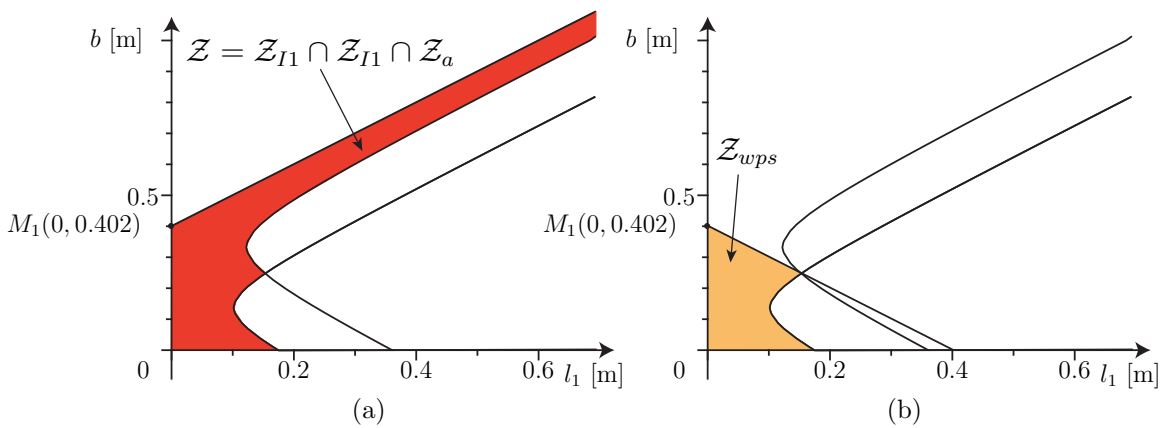 b [m]
𝒵 = 𝒵_{I1} ∩ 𝒵_{I1} ∩ 𝒵_a
0.5
M_1(0, 0.402)
0
0.2
0.4
l_1 [m]
0.6
(a)
b [m]
𝒵_{wps}
0.5
M_1(0, 0.402)
0
0.2
0.4
0.6
l_1 [m]
(b)